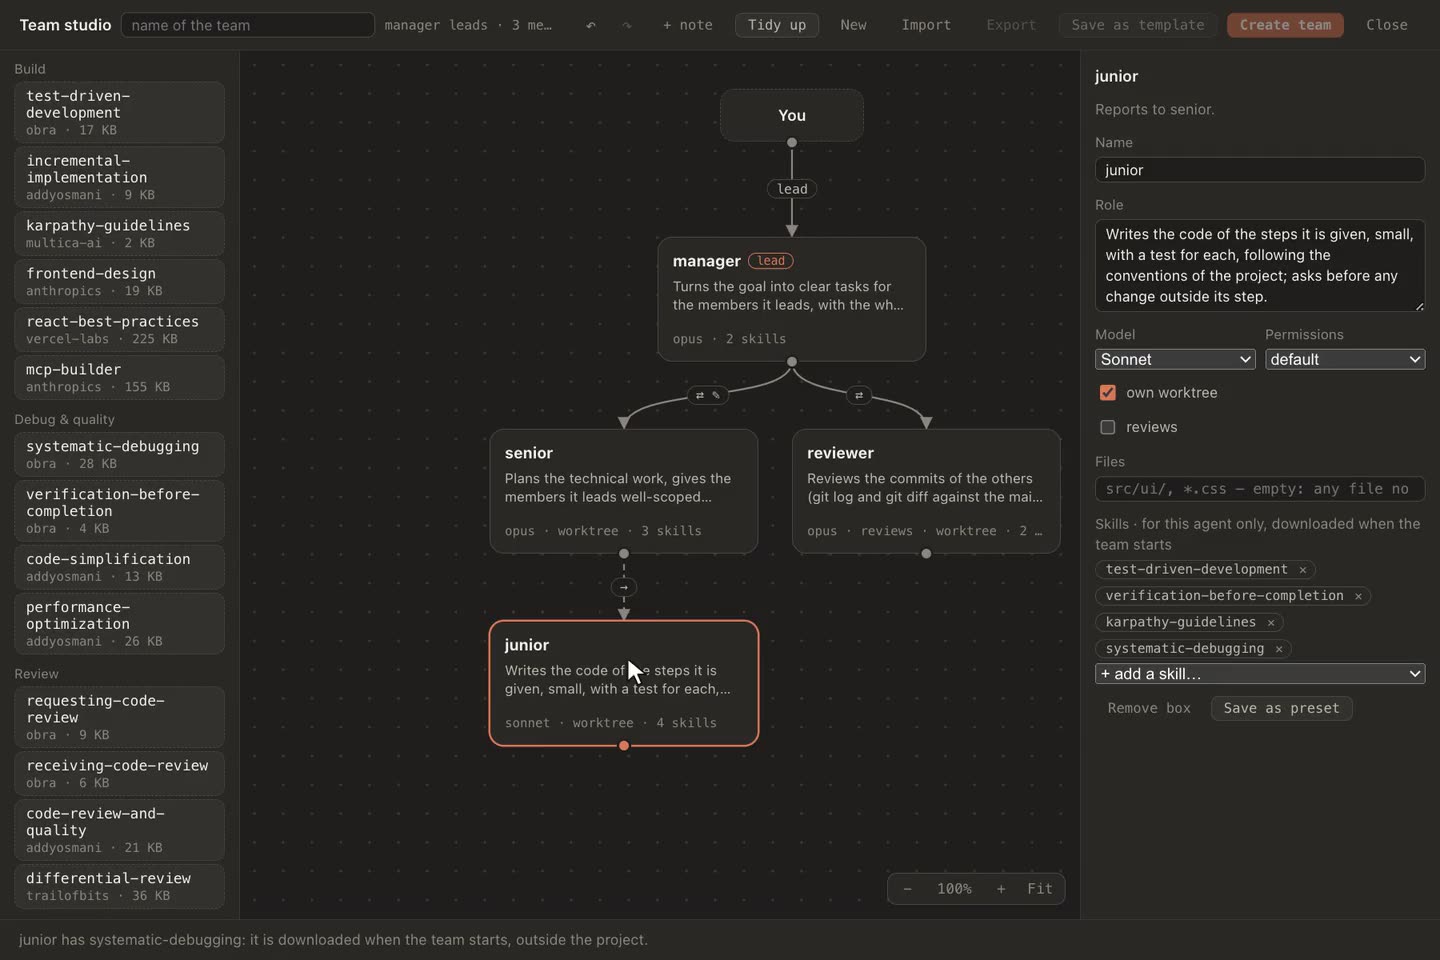 Team studio
name of the team
manager leads · 3 me…
+ note
Tidy up
New
Import
Export
Save as template
Create team
Close
Build
test-driven-
development
obra · 17 KB
incremental-
implementation
addyosmani · 9 KB
karpathy-guidelines
multica-ai · 2 KB
frontend-design
anthropics · 19 KB
react-best-practices
vercel-labs · 225 KB
mcp-builder
anthropics · 155 KB
Debug & quality
systematic-debugging
obra · 28 KB
verification-before-
completion
obra · 4 KB
code-simplification
addyosmani · 13 KB
performance-
optimization
addyosmani · 26 KB
Review
requesting-code-
review
obra · 9 KB
receiving-code-review
obra · 6 KB
code-review-and-
quality
addyosmani · 21 KB
differential-review
trailofbits · 36 KB
You
lead
manager lead
Turns the goal into clear tasks for
the members it leads, with the wh…
opus · 2 skills
senior
Plans the technical work, gives the
members it leads well-scoped…
opus · worktree · 3 skills
reviewer
Reviews the commits of the others
(git log and git diff against the mai…
opus · reviews · worktree · 2 …
junior
Writes the code of the steps it is
given, small, with a test for each,…
sonnet · worktree · 4 skills
− 100% + Fit
junior
Reports to senior.
Name
junior
Role
Writes the code of the steps it is given, small,
with a test for each, following the
conventions of the project; asks before any
change outside its step.
Model Permissions
Sonnet default
own worktree
reviews
Files
src/ui/, *.css — empty: any file no
Skills · for this agent only, downloaded when the
team starts
test-driven-development ×
verification-before-completion ×
karpathy-guidelines ×
systematic-debugging ×
+ add a skill…
Remove box
Save as preset
junior has systematic-debugging: it is downloaded when the team starts, outside the project.